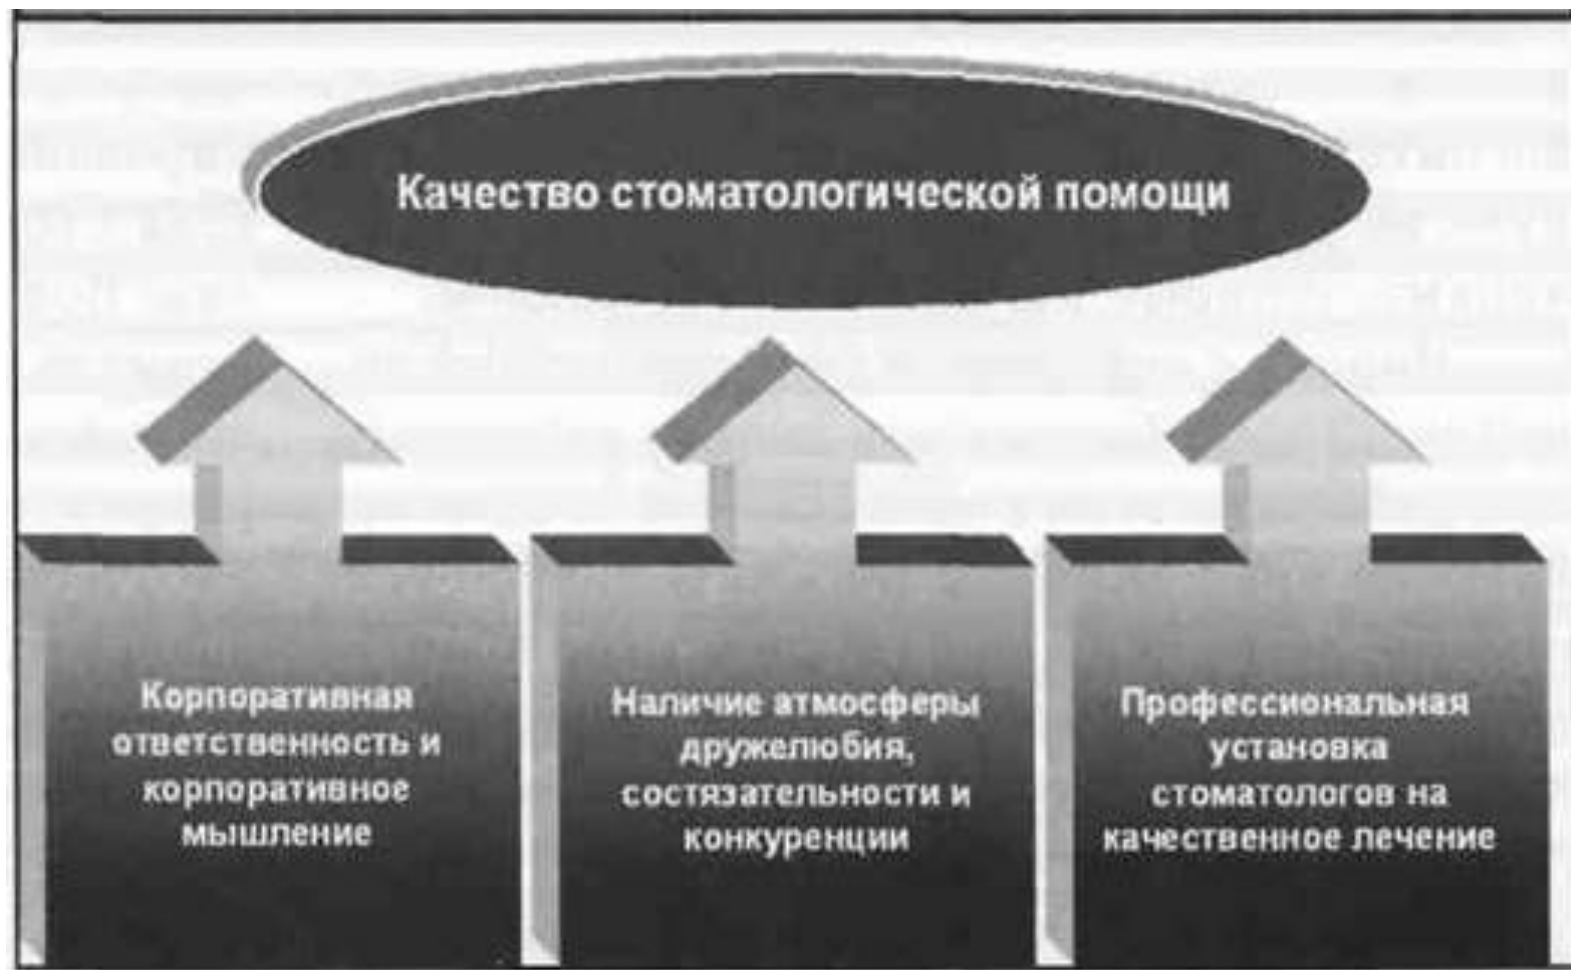 Качество стоматологической помощи
Корпоративная
ответственность и
корпоративное
мышление
Наличие атмосферы
дружелюбия,
состязательности и
конкуренции
Профессиональная
установка
стоматологов на
качественное лечение